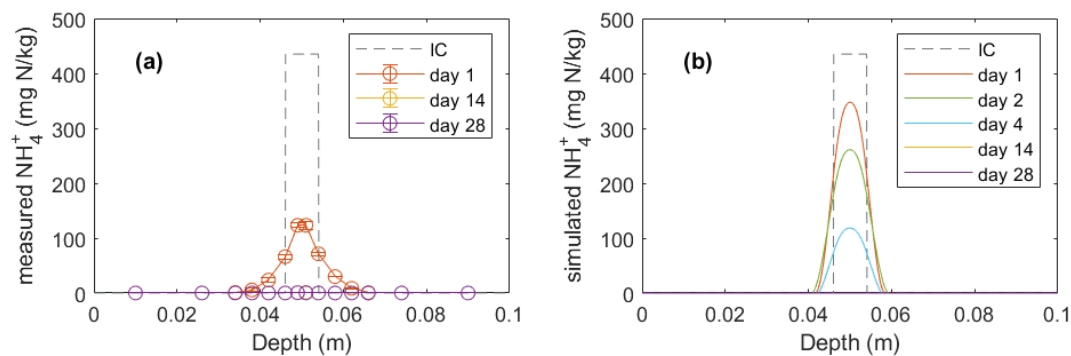 measured NH₄⁺ (mg N/kg)
500
400
300
200
100
0
(a)
IC
day 1
day 14
day 28
0
0.02
0.04
0.06
0.08
0.1
Depth (m)
simulated NH₄⁺ (mg N/kg)
500
400
300
200
100
0
(b)
IC
day 1
day 2
day 4
day 14
day 28
0
0.02
0.04
0.06
0.08
0.1
Depth (m)